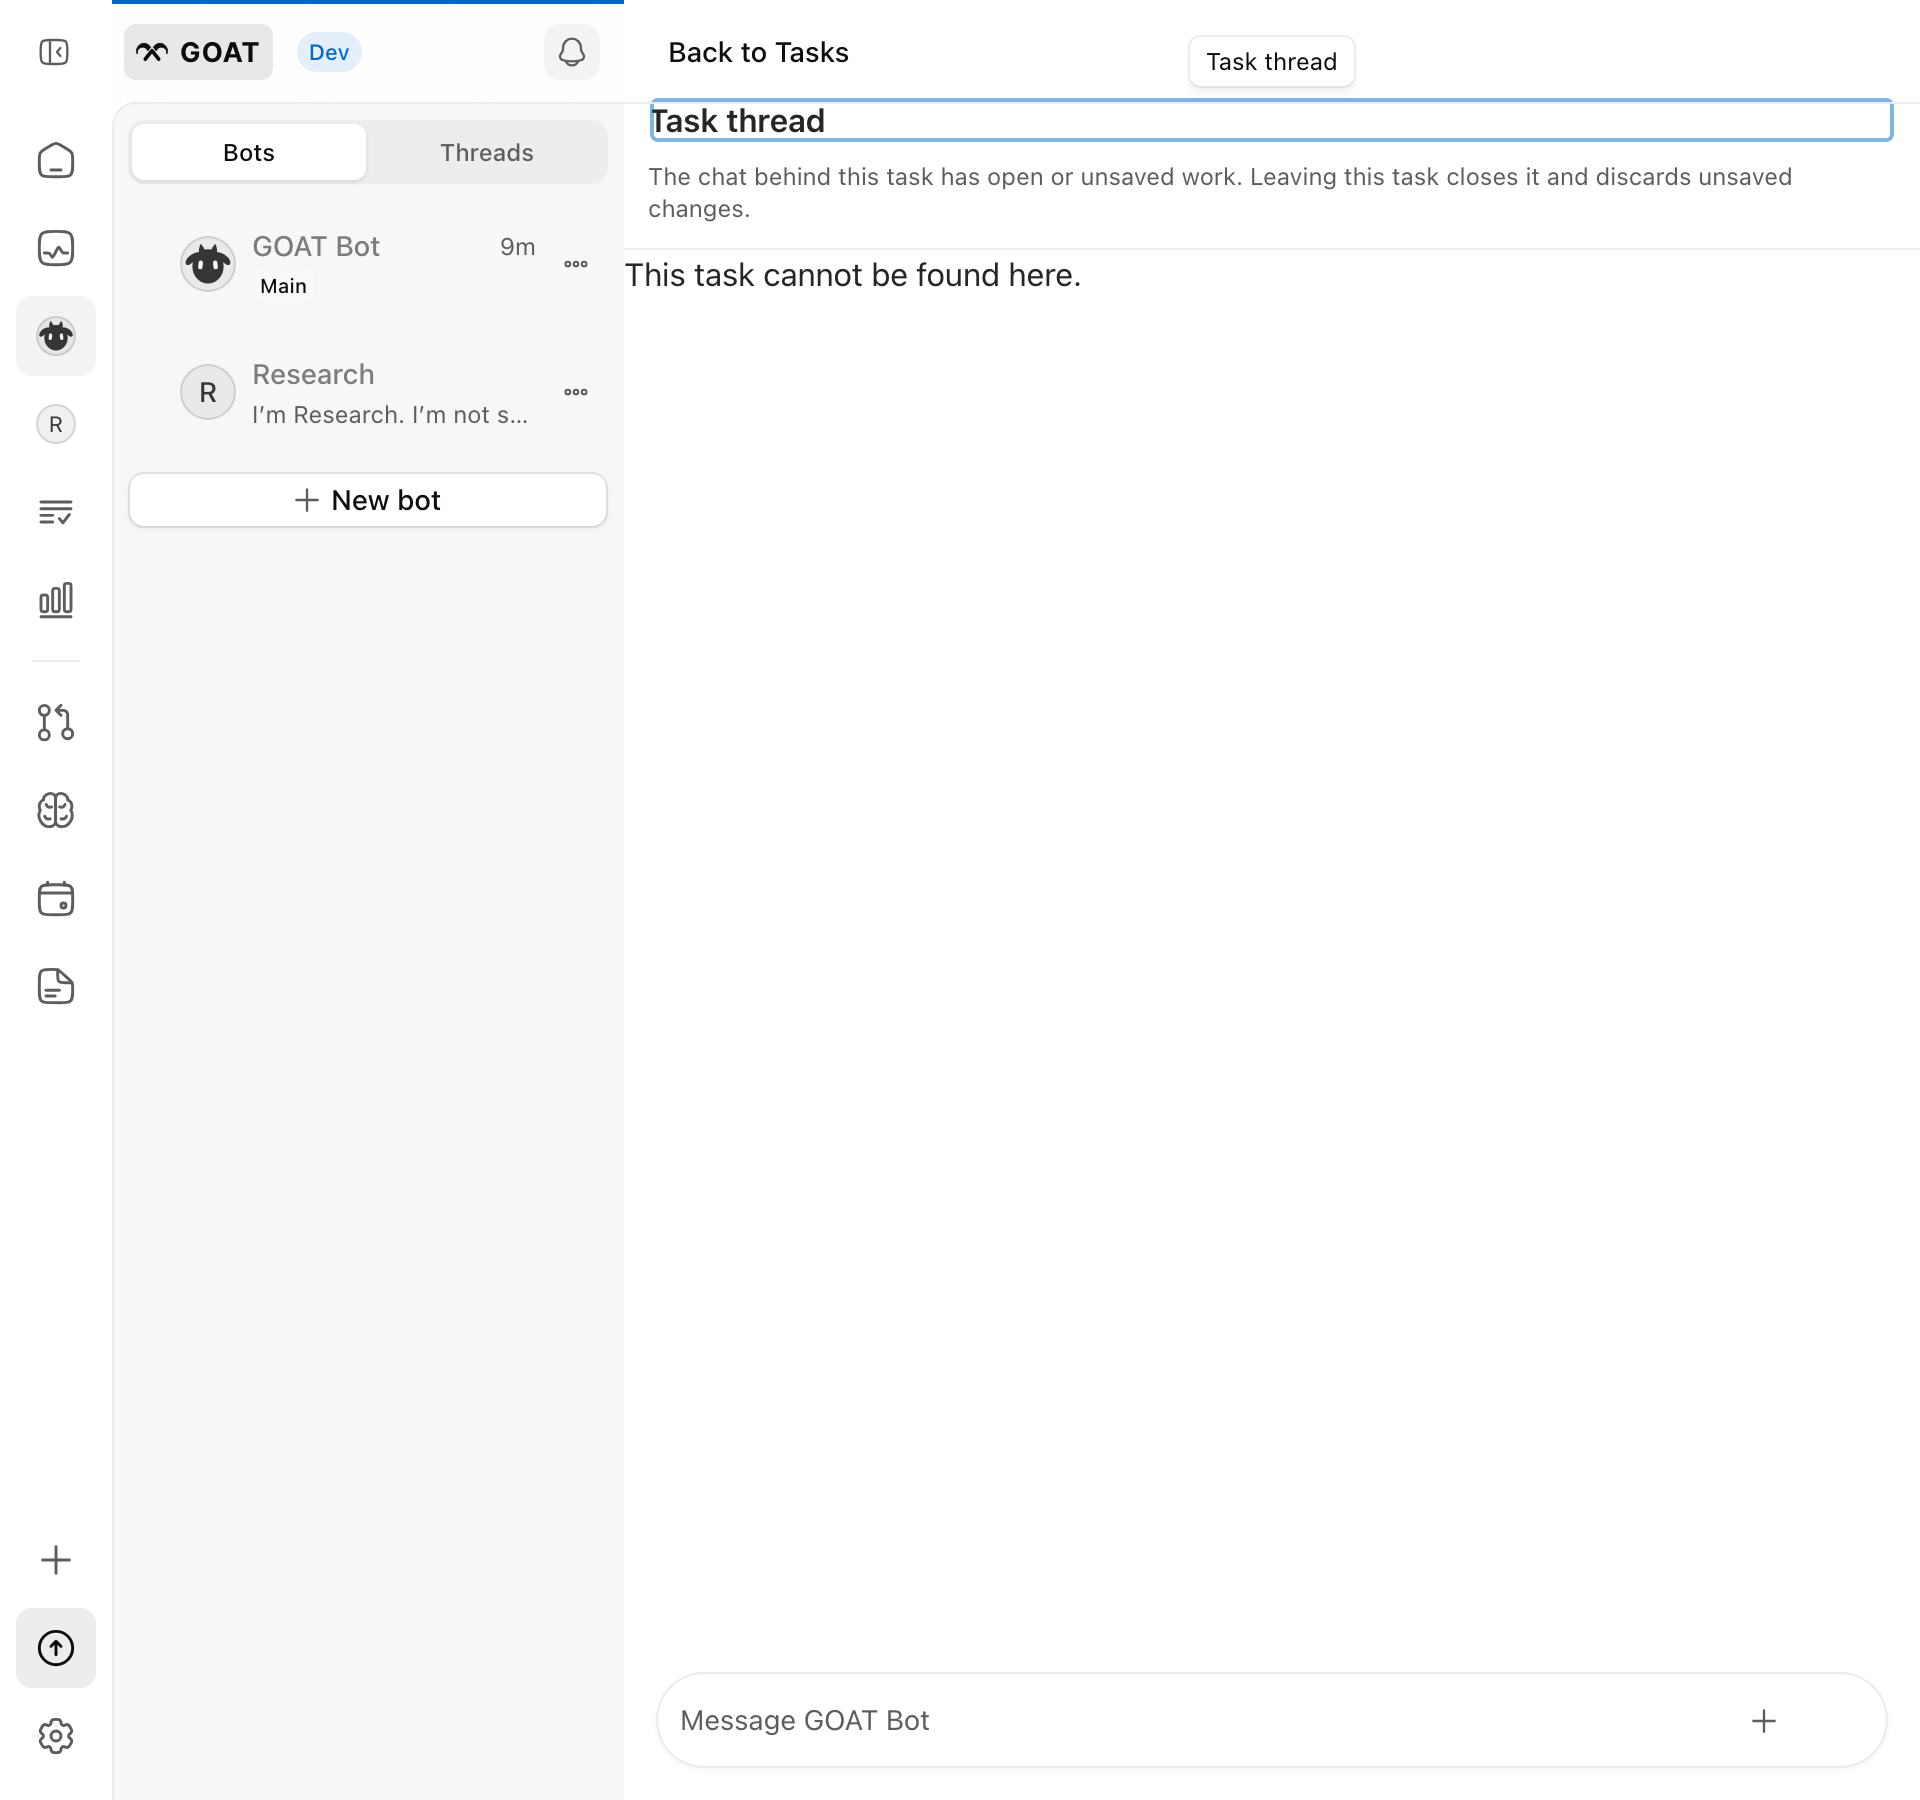 GOAT
Dev
Back to Tasks
Task thread
Task thread
Bots
Threads
The chat behind this task has open or unsaved work. Leaving this task closes it and discards unsaved
changes.
GOAT Bot
9m
Main
This task cannot be found here.
Research
I’m Research. I’m not s...
R
R
New bot
Message GOAT Bot